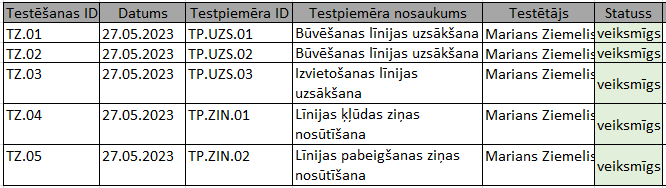 Testēšanas ID Datums Testpiemēra ID Testpiemēra nosaukums Testētājs Statuss
TZ.01 27.05.2023 TP.UZS.01 Būvēšanas līnijas uzsākšana Marians Ziemelis veiksmīgs
TZ.02 27.05.2023 TP.UZS.02 Būvēšanas līnijas uzsākšana Marians Ziemelis veiksmīgs
TZ.03 27.05.2023 TP.UZS.03 Izvietošanas līnijas
uzsākšana Marians Ziemelis veiksmīgs
TZ.04 27.05.2023 TP.ZIN.01 Līnijas ķļūdas ziņas
nosūtīšana Marians Ziemelis veiksmīgs
TZ.05 27.05.2023 TP.ZIN.02 Līnijas pabeigšanas ziņas
nosūtīšana Marians Ziemelis veiksmīgs